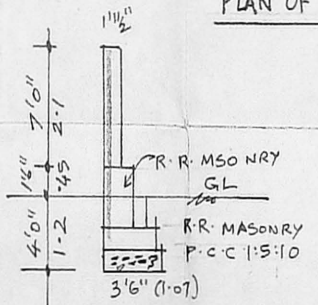 PLAN OF
1'1½"
7'0"
2.1
R.R. MSONRY
1'6"
.45
GL
4'0"
1.2
R.R. MASONRY
P.C.C 1:5:10
3'6" (1.07)